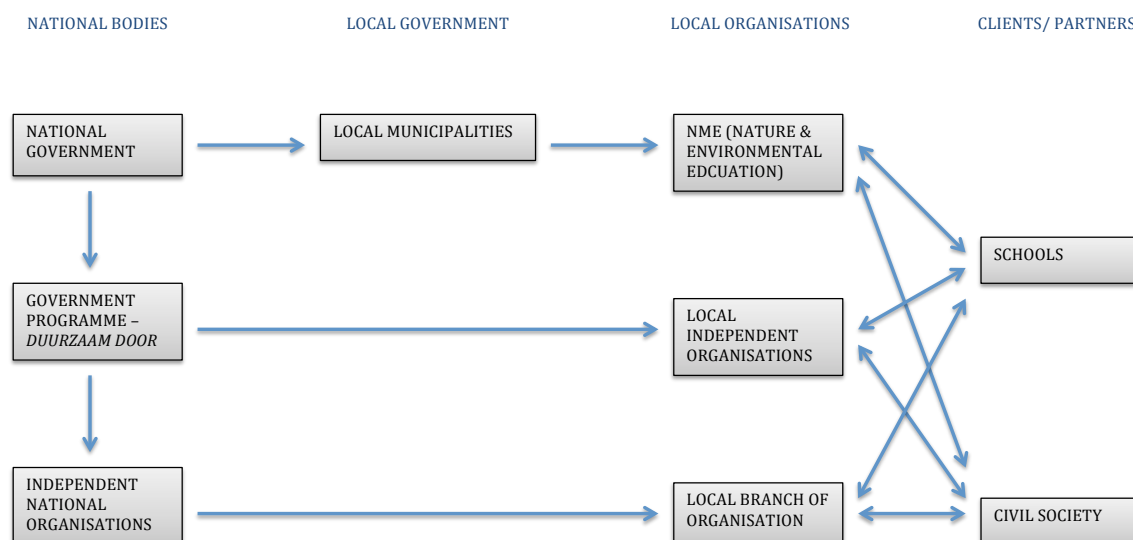 NATIONAL BODIES
LOCAL GOVERNMENT
LOCAL ORGANISATIONS
CLIENTS/ PARTNERS
NATIONAL
GOVERNMENT
LOCAL MUNICIPALITIES
NME (NATURE &
ENVIRONMENTAL
EDCUATION)
SCHOOLS
GOVERNMENT
PROGRAMME –
DUURZAAM DOOR
LOCAL
INDEPENDENT
ORGANISATIONS
INDEPENDENT
NATIONAL
ORGANISATIONS
LOCAL BRANCH OF
ORGANISATION
CIVIL SOCIETY